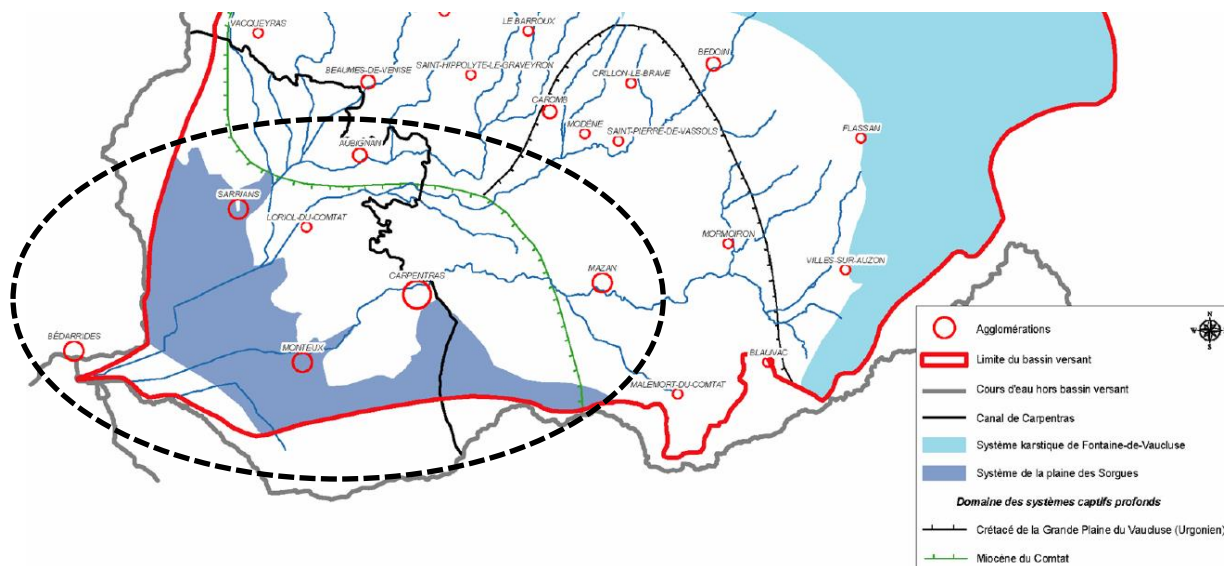 VACQUEYRAS
LE BARROUX
BEAUMES-DE-VENISE
SAINT-HIPPOLYTE-LE-GRAVEYRON
BEDOIN
CRILLON-LE-BRAVE
CAROMB
MODÈNE
SAINT-PIERRE-DE-VASSOLS
FLASSAN
AUBIGNAN
SARRIANS
LORIOL-DU-COMTAT
MORMOIRON
VILLES-SUR-AUZON
CARPENTRAS
MAZAN
BÉDARRIDES
MONTEUX
BLAUVAC
MALEMORT-DU-COMTAT
N
S
Agglomérations
Limite du bassin versant
Cours d'eau hors bassin versant
Canal de Carpentras
Système karstique de Fontaine-de-Vaucluse
Système de la plaine des Sorgues
Domaine des systèmes captifs profonds
Crétacé de la Grande Plaine du Vaucluse (Urgonien)
Miocène du Comtat